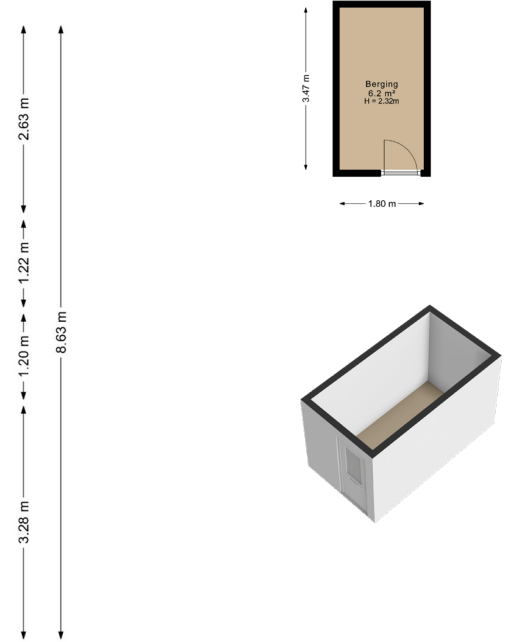 2.63 m
1.22 m
1.20 m
3.28 m
8.63 m
3.47 m
Berging
6.2 m²
H = 2.32m
1.80 m